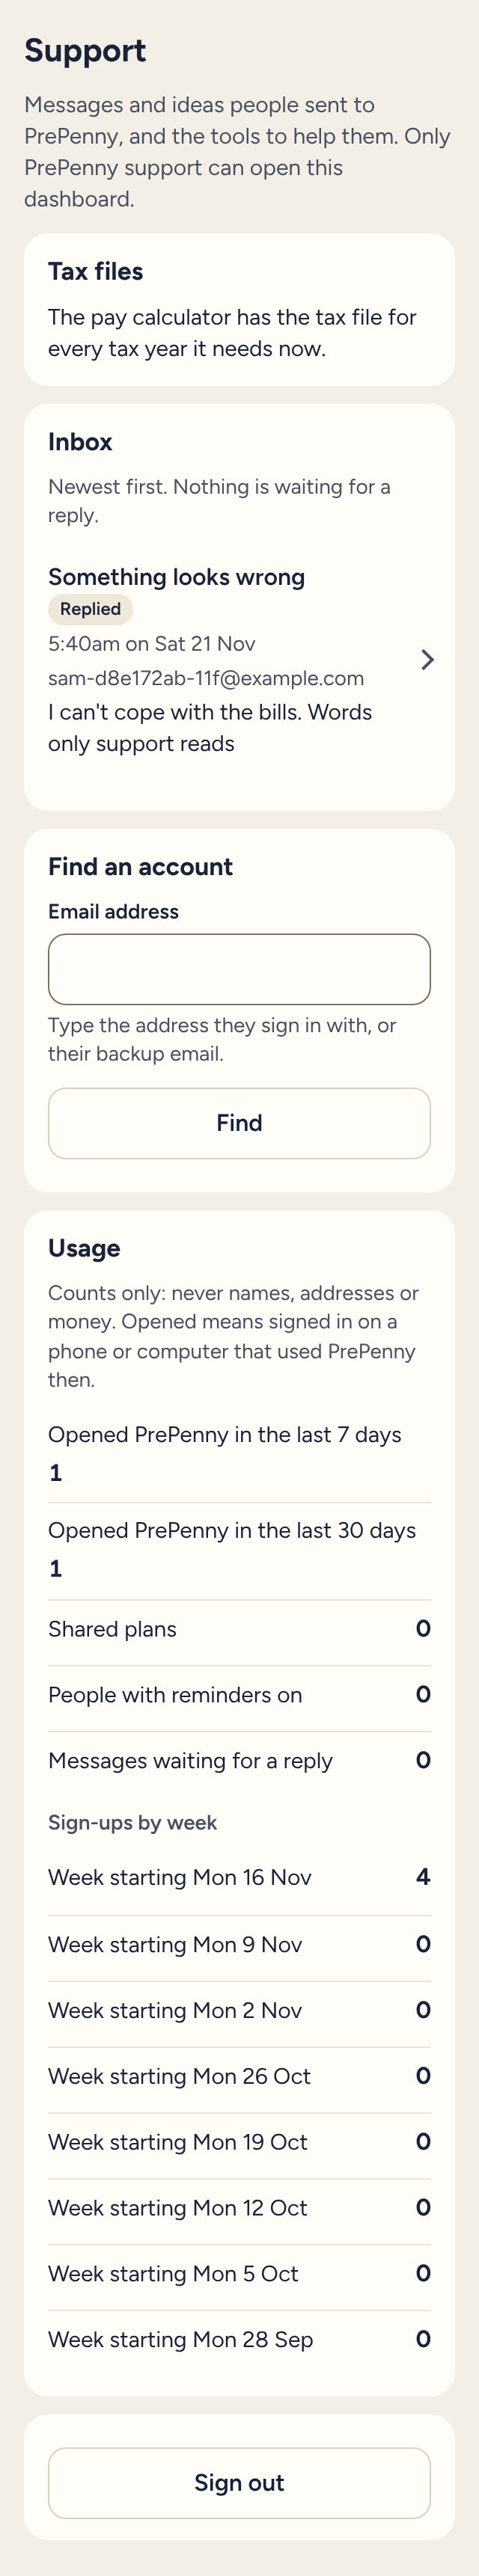 Support
Messages and ideas people sent to
PrePenny, and the tools to help them. Only
PrePenny support can open this
dashboard.
Tax files
The pay calculator has the tax file for
every tax year it needs now.
Inbox
Newest first. Nothing is waiting for a
reply.
Something looks wrong
Replied
5:40am on Sat 21 Nov
sam-d8e172ab-11f@example.com
I can't cope with the bills. Words
only support reads
Find an account
Email address
Type the address they sign in with, or
their backup email.
Find
Usage
Counts only: never names, addresses or
money. Opened means signed in on a
phone or computer that used PrePenny
then.
Opened PrePenny in the last 7 days
1
Opened PrePenny in the last 30 days
1
Shared plans 0
People with reminders on 0
Messages waiting for a reply 0
Sign-ups by week
Week starting Mon 16 Nov 4
Week starting Mon 9 Nov 0
Week starting Mon 2 Nov 0
Week starting Mon 26 Oct 0
Week starting Mon 19 Oct 0
Week starting Mon 12 Oct 0
Week starting Mon 5 Oct 0
Week starting Mon 28 Sep 0
Sign out